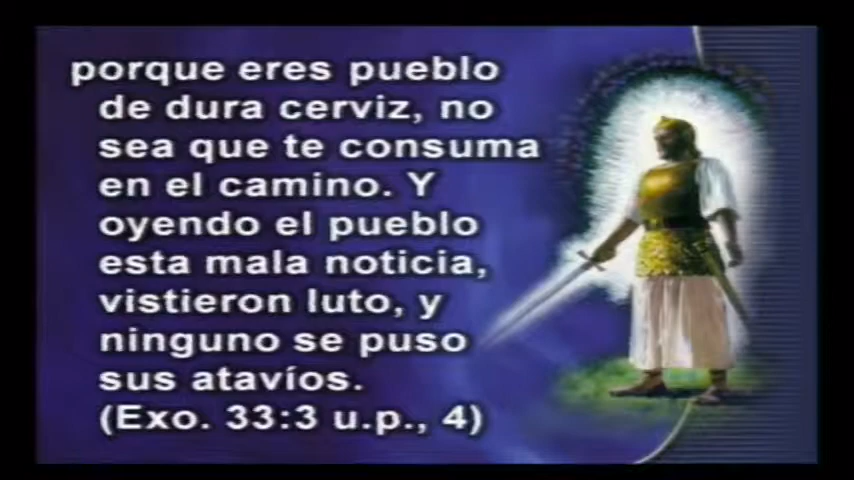 porque eres pueblo
de dura cerviz, no
sea que te consuma
en el camino. Y
oyendo el pueblo
esta mala noticia,
vistieron luto, y
ninguno se puso
sus atavíos.
(Exo. 33:3 u.p., 4)